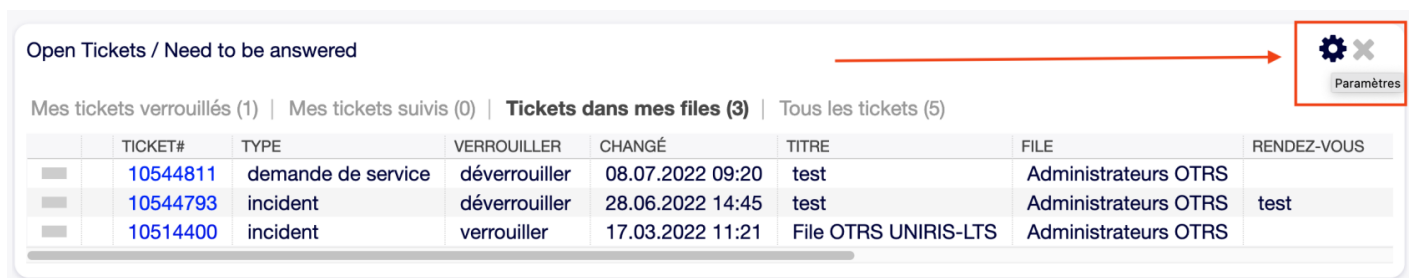 Open Tickets / Need to be answered
Paramètres
Mes tickets verrouillés (1) | Mes tickets suivis (0) | Tickets dans mes files (3) | Tous les tickets (5)
TICKET# TYPE VERROUILLER CHANGÉ TITRE FILE RENDEZ-VOUS
10544811 demande de service déverrouiller 08.07.2022 09:20 test Administrateurs OTRS
10544793 incident déverrouiller 28.06.2022 14:45 test Administrateurs OTRS test
10514400 incident verrouiller 17.03.2022 11:21 File OTRS UNIRIS-LTS Administrateurs OTRS